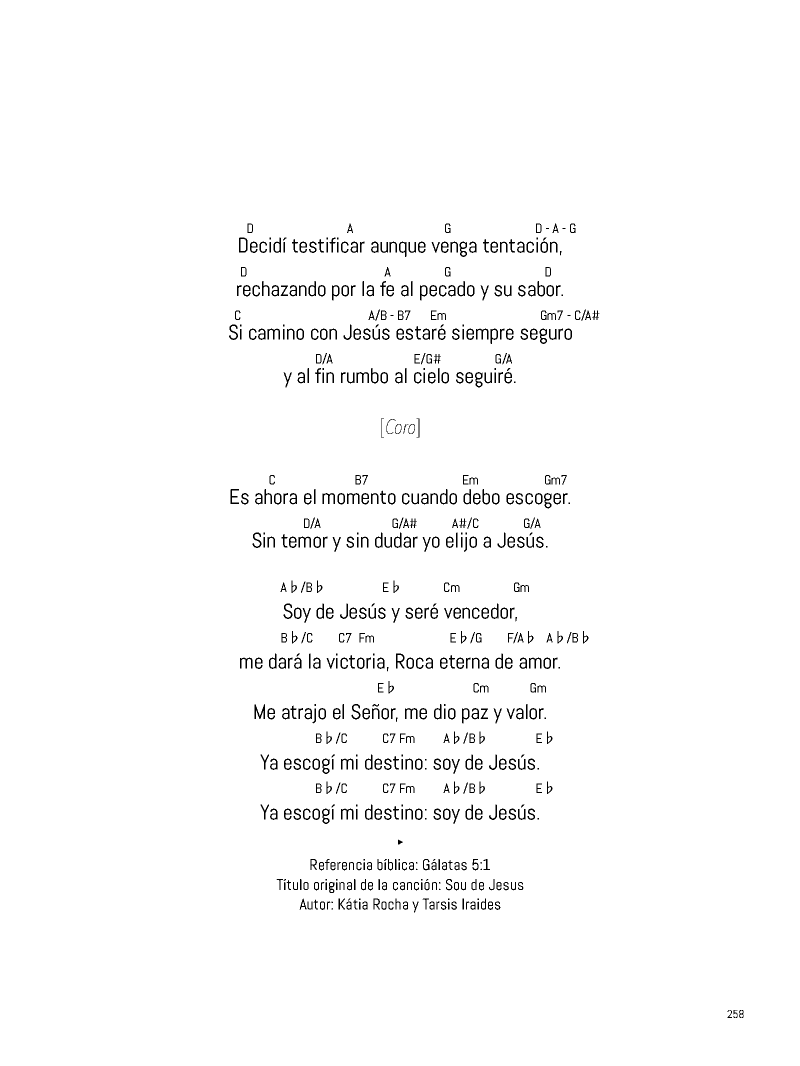 D A G D - A - G
Decidí testificar aunque venga tentación,
D A G D
rechazando por la fe al pecado y su sabor.
C A/B - B7 Em Gm7 - C/A#
Si camino con Jesús estaré siempre seguro
D/A E/G# G/A
y al fin rumbo al cielo seguiré.
[Coro]
C B7 Em Gm7
Es ahora el momento cuando debo escoger.
D/A G/A# A#/C G/A
Sin temor y sin dudar yo elijo a Jesús.
A♭/B♭ E♭ Cm Gm
Soy de Jesús y seré vencedor,
B♭/C C7 Fm E♭/G F/A♭ A♭/B♭
me dará la victoria, Roca eterna de amor.
E♭ Cm Gm
Me atrajo el Señor, me dio paz y valor.
B♭/C C7 Fm A♭/B♭ E♭
Ya escogí mi destino: soy de Jesús.
B♭/C C7 Fm A♭/B♭ E♭
Ya escogí mi destino: soy de Jesús.
Referencia bíblica: Gálatas 5:1
Título original de la canción: Sou de Jesus
Autor: Kátia Rocha y Tarsis Iraides
258